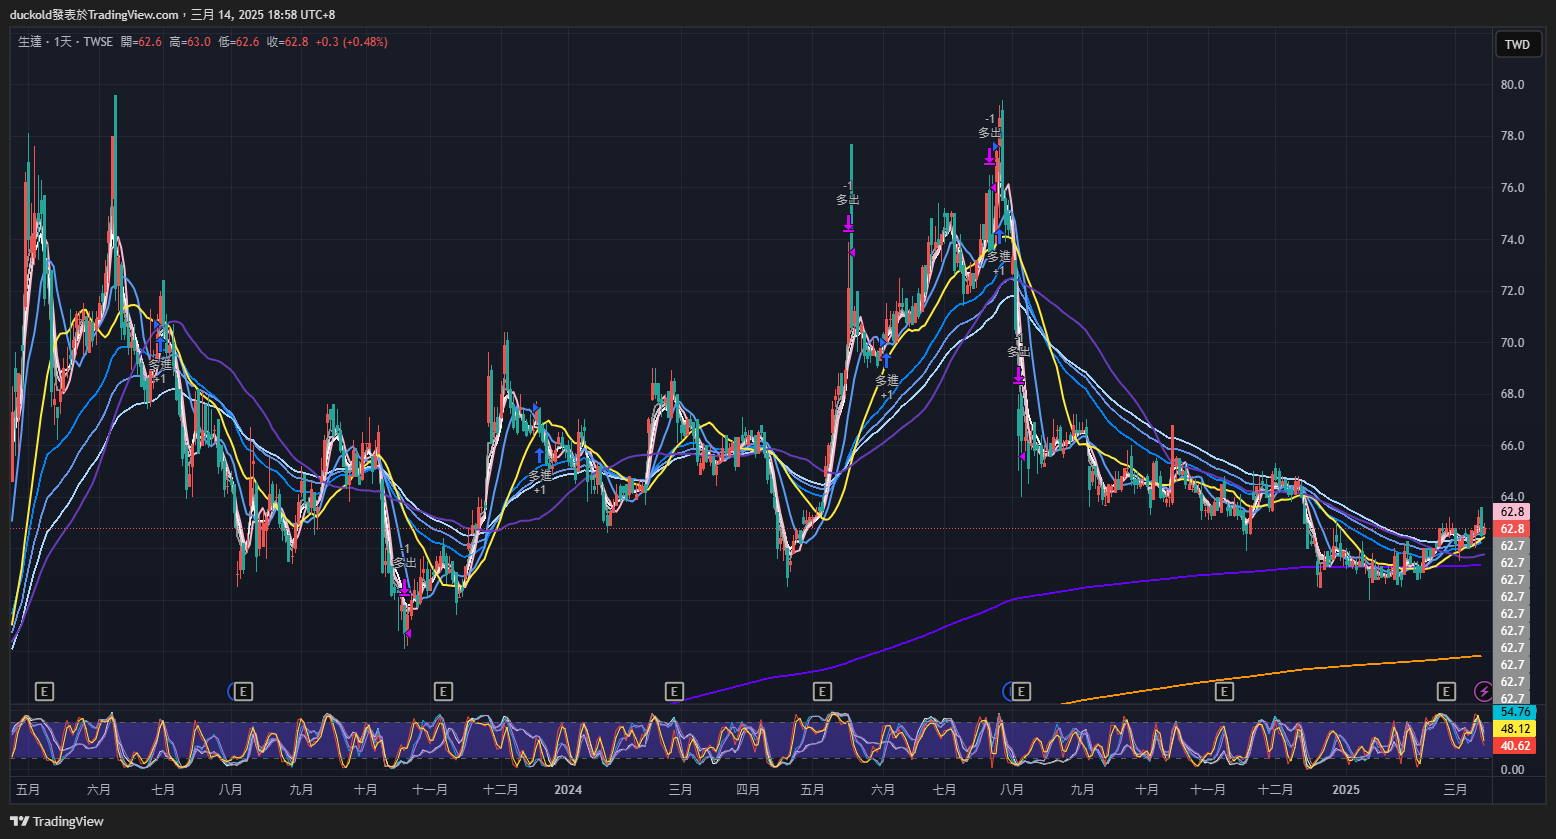 duckold發表於TradingView.com，三月 14, 2025 18:58 UTC+8
生達・1天・TWSE 開=62.6 高=63.0 低=62.6 收=62.8 +0.3 (+0.48%)
TWD
80.0
78.0
76.0
74.0
72.0
70.0
68.0
66.0
64.0
62.8
62.8
62.7
62.7
62.7
62.7
62.7
62.7
62.7
62.7
62.7
62.7
-1
多出
-1
多出
多進
+1
多出
多進
+1
多進
+1
多進
+1
-1
多出
E
E
E
E
E
E
E
E
54.76
48.12
40.62
0.00
五月 六月 七月 八月 九月 十月 十一月 十二月 2024 三月 四月 五月 六月 七月 八月 九月 十月 十一月 十二月 2025 三月
TradingView